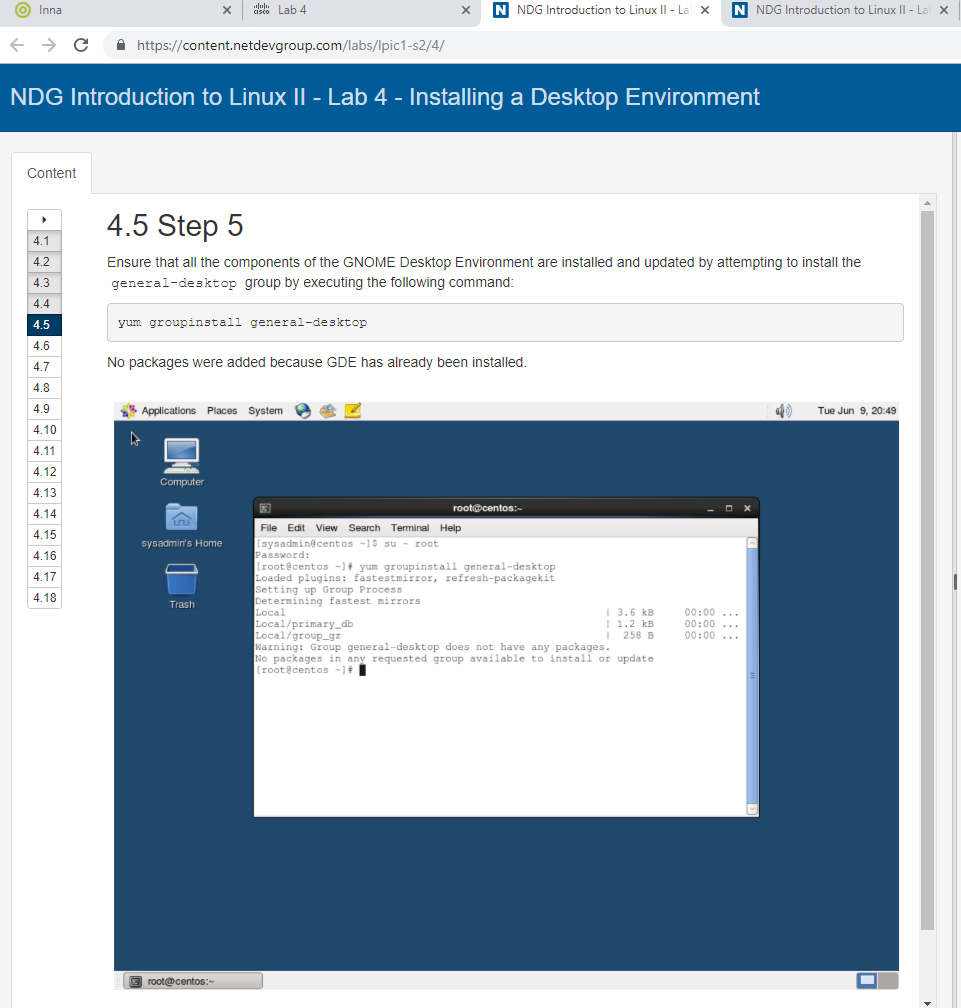 Inna
Lab 4
NDG Introduction to Linux II - La
NDG Introduction to Linux II - La
https://content.netdevgroup.com/labs/lpic1-s2/4/
NDG Introduction to Linux II - Lab 4 - Installing a Desktop Environment
Content
4.1
4.2
4.3
4.4
4.5
4.6
4.7
4.8
4.9
4.10
4.11
4.12
4.13
4.14
4.15
4.16
4.17
4.18
4.5 Step 5
Ensure that all the components of the GNOME Desktop Environment are installed and updated by attempting to install the
general-desktop group by executing the following command:
yum groupinstall general-desktop
No packages were added because GDE has already been installed.
Applications Places System Tue Jun 9, 20:49
Computer
sysadmin's Home
Trash
root@centos:~
File Edit View Search Terminal Help
[sysadmin@centos ~]$ su - root
Password:
[root@centos ~]# yum groupinstall general-desktop
Loaded plugins: fastestmirror, refresh-packagekit
Setting up Group Process
Determining fastest mirrors
Local | 3.6 kB 00:00 ...
Local/primary_db | 1.2 kB 00:00 ...
Local/group_gz | 258 B 00:00 ...
Warning: Group general-desktop does not have any packages.
No packages in any requested group available to install or update
[root@centos ~]#
root@centos:~